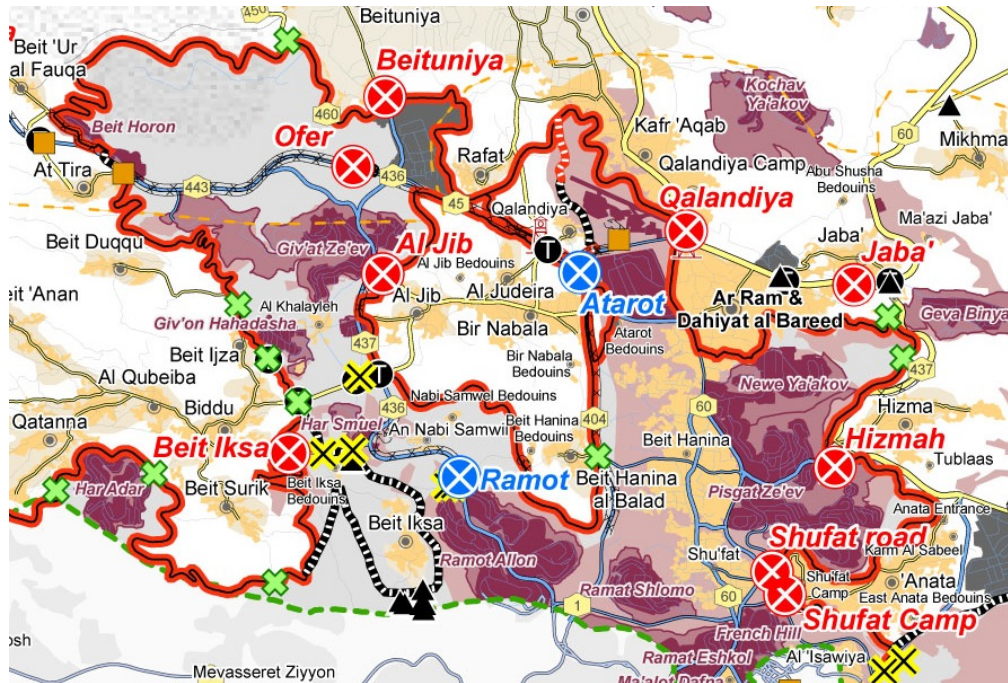 450
Beituniya
Beit 'Ur
al Fauqa
Beituniya
Kochav
Ya'akov
460
Kafr 'Aqab
60
Beit Horon
Ofer
Rafat
Mikhma
At Tira
443
436
Qalandiya Camp
Abu Shusha
Bedouins
45
Qalandiya
Qalandiya
Ma'azi Jaba'
Beit Duqqu
Giv'at Ze'ev
Al Jib
Al Jib Bedouins
T
Jaba'
Jaba'
eit 'Anan
Al Khalayleh
Al Jib
Al Judeira
Atarot
Ar Ram &
Dahiyat al Bareed
Geva Binya
Giv'on Hahadasha
Bir Nabala
Atarot
Bedouins
Beit Ijza
437
Bir Nabala
Bedouins
Newe Ya'akov
437
Al Qubeiba
T
Nabi Samwel Bedouins
Biddu
436
Hizma
Qatanna
Har Smuel
An Nabi Samwil
Beit Hanina
Bedouins
404
60
Beit Iksa
Beit Hanina
Hizmah
Tublaas
Har Adar
Beit Surik
Beit Iksa
Bedouins
Ramot
Beit Hanina
al Balad
Pisgat Ze'ev
Anata Entrance
Beit Iksa
Shufat road
Ramot Allon
Shu'fat
Karm Al Sabeel
Ramat Shlomo
Shu'fat
Camp
'Anata
East Anata Bedouins
1
60
Shufat Camp
French Hill
Ramat Eshkol
Al 'Isawiya
Mevasseret Ziyyon
Ma'alot Dafna